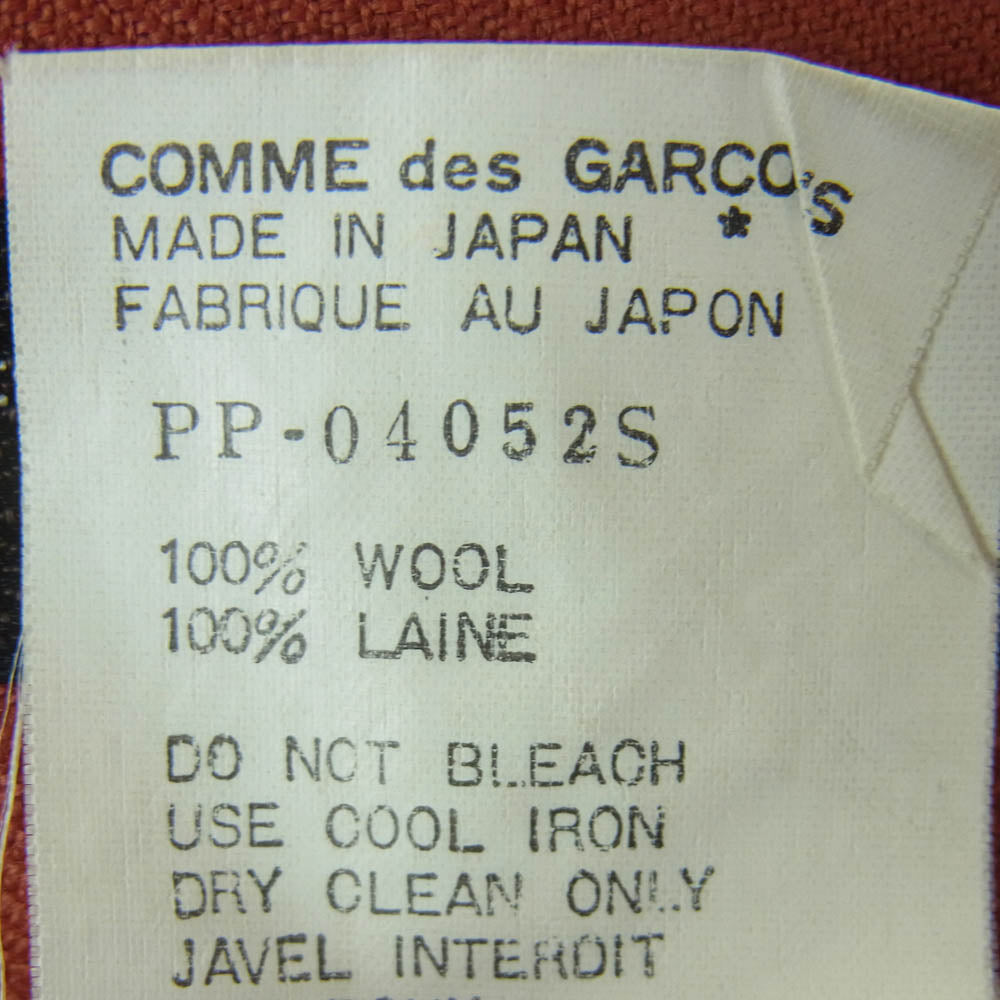 COMME des GARCO'S
★
MADE IN JAPAN
FABRIQUE AU JAPON
PP-04052S
100% WOOL
100% LAINE
DO NOT BLEACH
USE COOL IRON
DRY CLEAN ONLY
JAVEL INTERDIT